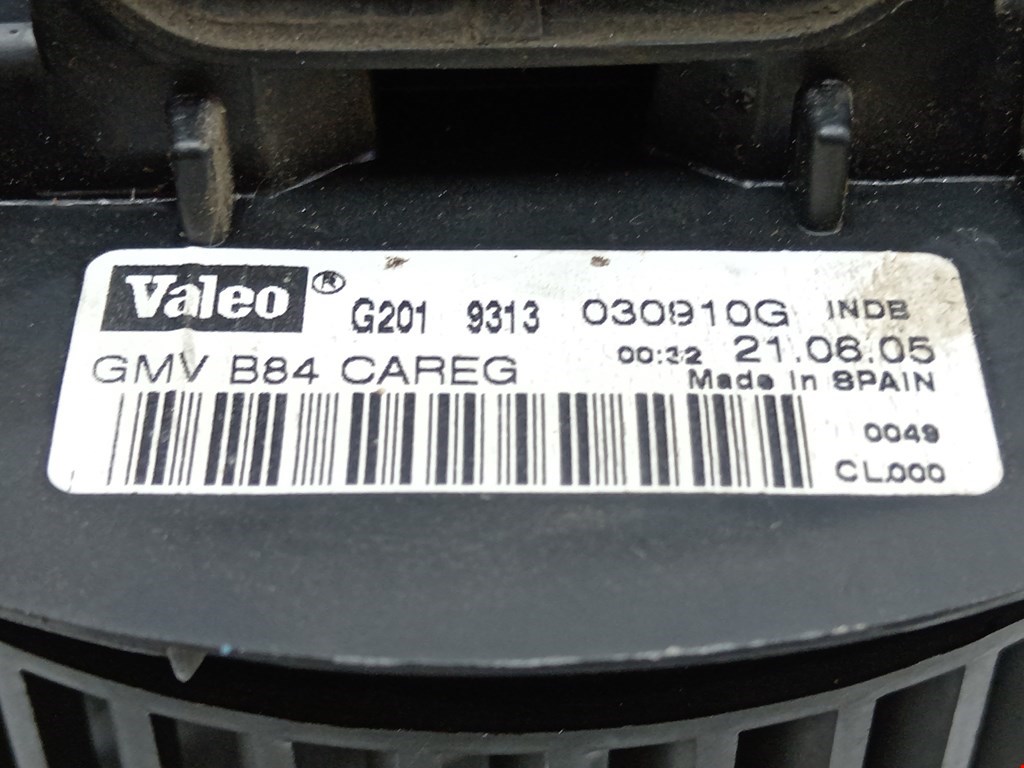 Valeo ® G201 9313 030910G INDB
GMV B84 CAREG 00:32 21.06.05
Made in SPAIN
0049
CL000